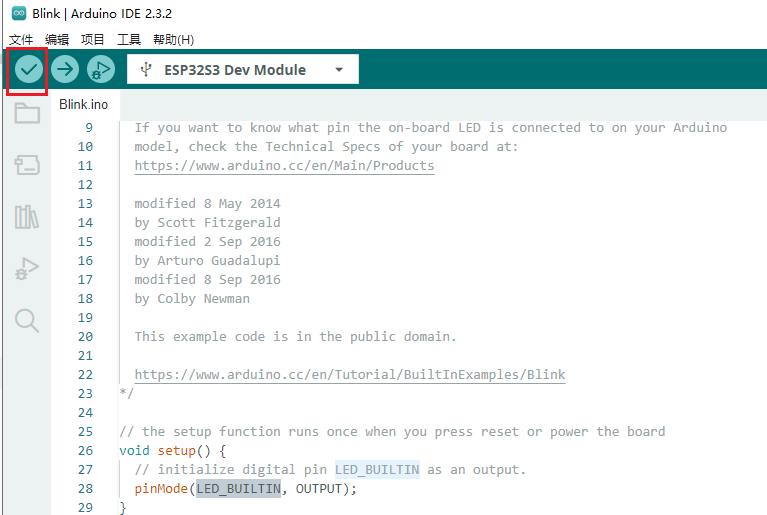 Blink | Arduino IDE 2.3.2
文件 编辑 项目 工具 帮助(H)
ESP32S3 Dev Module
Blink.ino
9 If you want to know what pin the on-board LED is connected to on your Arduino
10 model, check the Technical Specs of your board at:
11 https://www.arduino.cc/en/Main/Products
12
13 modified 8 May 2014
14 by Scott Fitzgerald
15 modified 2 Sep 2016
16 by Arturo Guadalupi
17 modified 8 Sep 2016
18 by Colby Newman
19
20 This example code is in the public domain.
21
22 https://www.arduino.cc/en/Tutorial/BuiltInExamples/Blink
23 */
24
25 // the setup function runs once when you press reset or power the board
26 void setup() {
27 // initialize digital pin LED_BUILTIN as an output.
28 pinMode(LED_BUILTIN, OUTPUT);
29 }